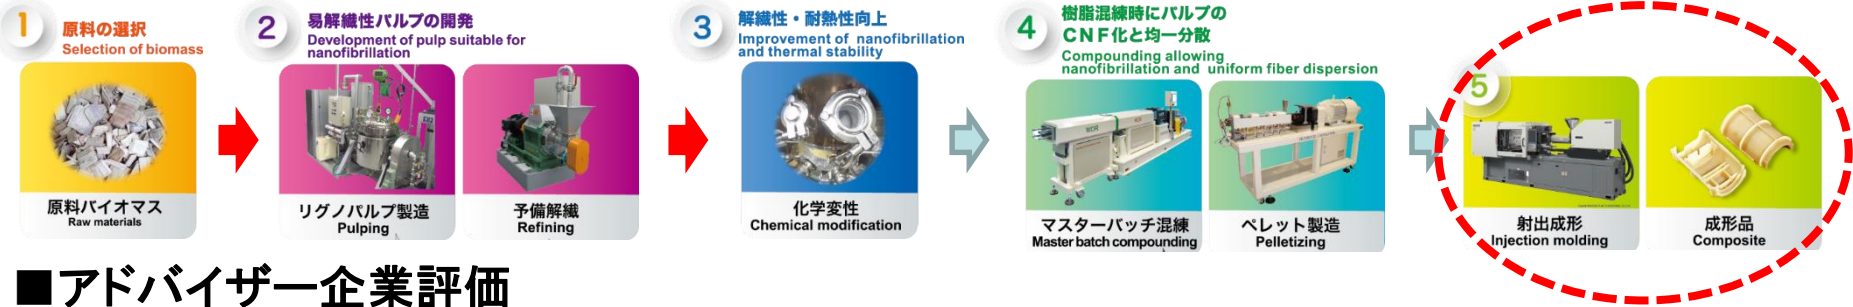 1
原料の選択
Selection of biomass
原料バイオマス
Raw materials
2
易解繊性パルプの開発
Development of pulp suitable for
nanofibrillation
リグノパルプ製造
Pulping
予備解繊
Refining
3
解繊性・耐熱性向上
Improvement of nanofibrillation
and thermal stability
化学変性
Chemical modification
4
樹脂混練時にパルプの
CNF化と均一分散
Compounding allowing
nanofibrillation and uniform fiber dispersion
マスターバッチ混練
Master batch compounding
ペレット製造
Pelletizing
5
射出成形
Injection molding
成形品
Composite
■アドバイザー企業評価